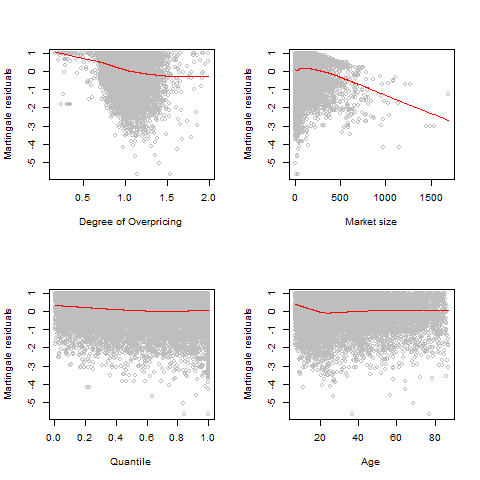 Martingale residuals
1
0
-1
-2
-3
-4
-5
0.5 1.0 1.5 2.0
Degree of Overpricing
Martingale residuals
1
0
-1
-2
-3
-4
-5
0 500 1000 1500
Market size
Martingale residuals
1
0
-1
-2
-3
-4
-5
0.0 0.2 0.4 0.6 0.8 1.0
Quantile
Martingale residuals
1
0
-1
-2
-3
-4
-5
20 40 60 80
Age